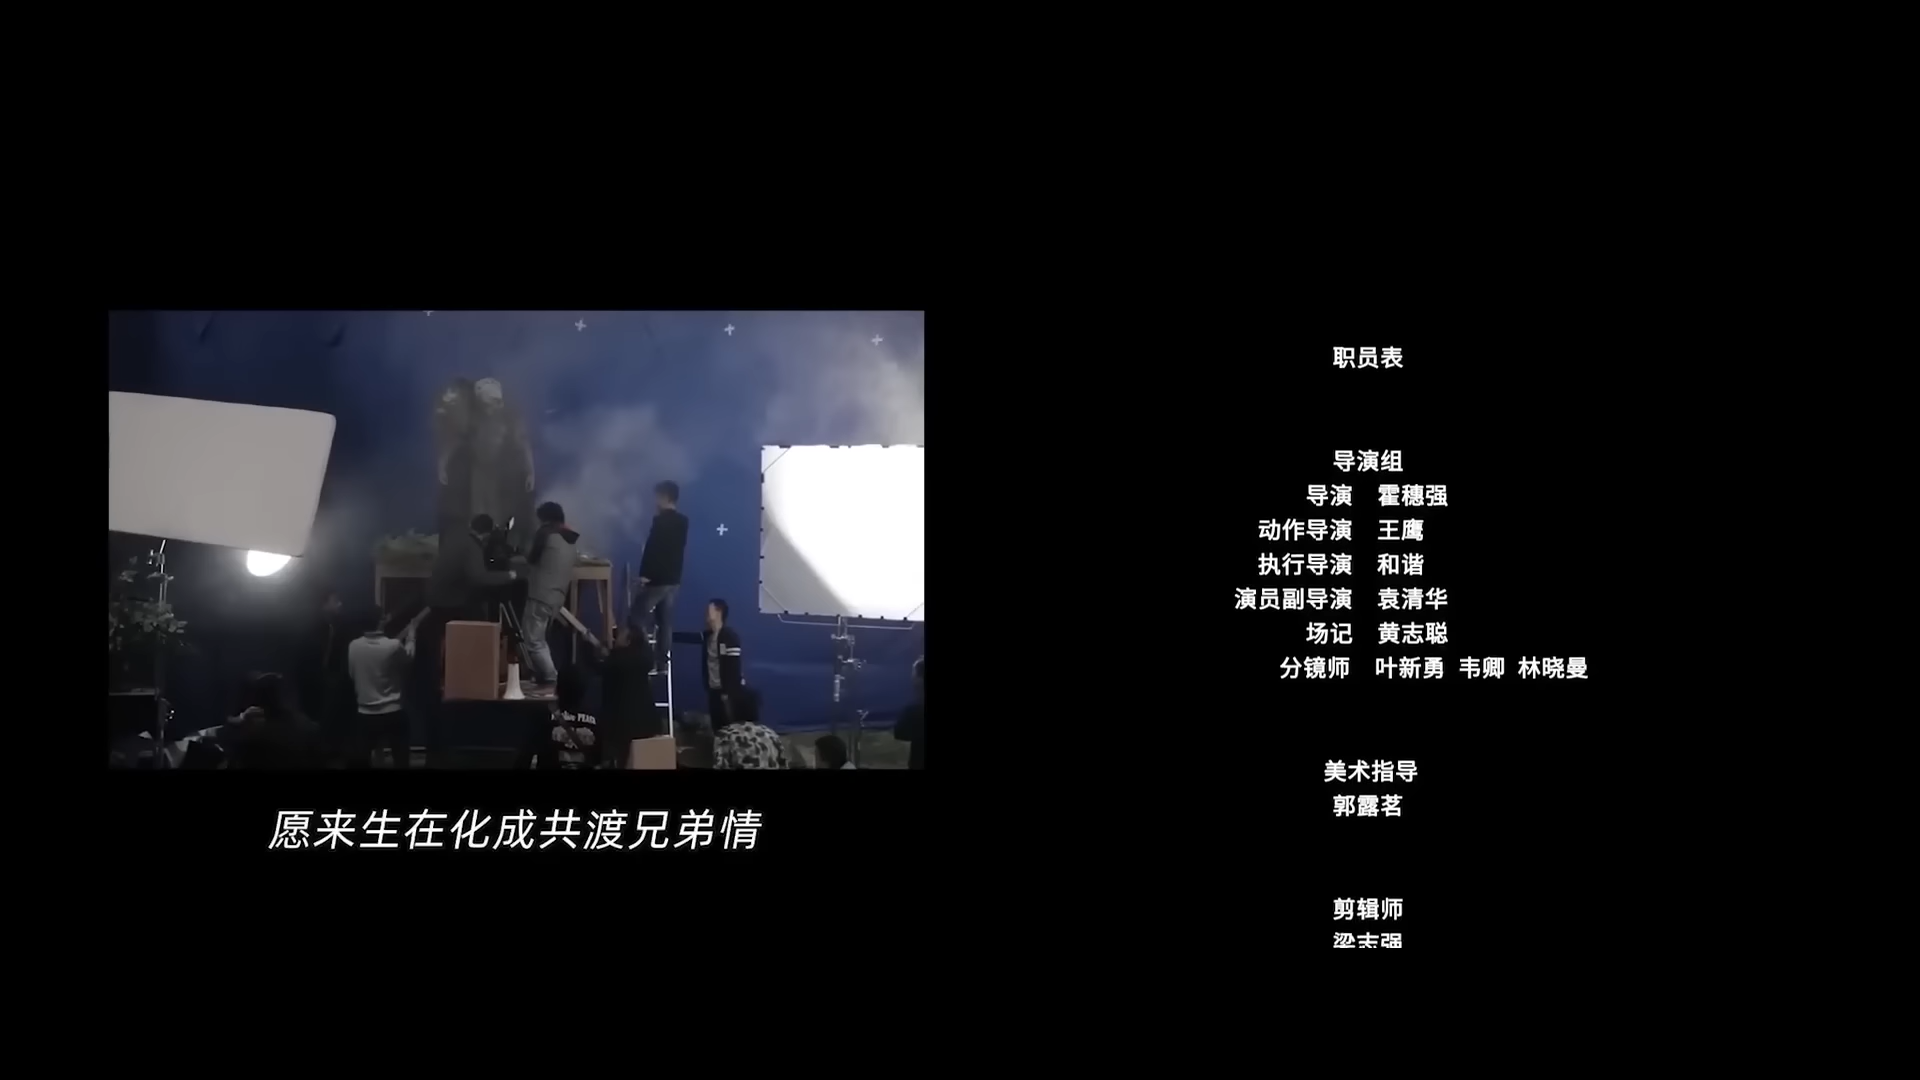 愿来生在化成共渡兄弟情
职员表
导演组
导演 霍穗强
动作导演 王鹰
执行导演 和谐
演员副导演 袁清华
场记 黄志聪
分镜师 叶新勇 韦卿 林晓曼
美术指导
郭露茗
剪辑师
梁志强